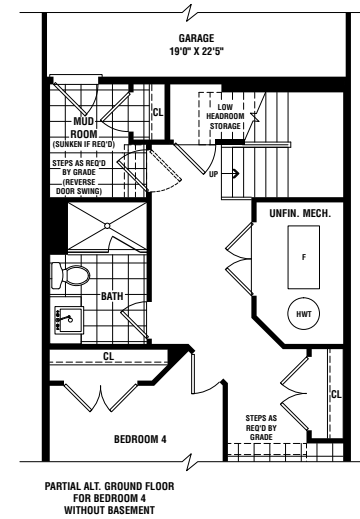 GARAGE
19'0" X 22'5"
MUD
ROOM
(SUNKEN IF REQ'D)
STEPS AS REQ'D
BY GRADE
(REVERSE
DOOR SWING)
CL
LOW
HEADROOM
STORAGE
UP
UNFIN. MECH.
F
HWT
BATH
CL
CL
STEPS AS
REQ'D BY
GRADE
BEDROOM 4
PARTIAL ALT. GROUND FLOOR
FOR BEDROOM 4
WITHOUT BASEMENT